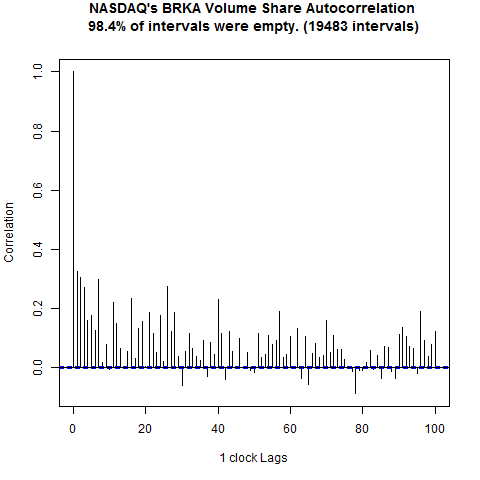 NASDAQ's BRKA Volume Share Autocorrelation
98.4% of intervals were empty. (19483 intervals)
1.0
0.8
0.6
0.4
0.2
0.0
Correlation
0 20 40 60 80 100
1 clock Lags